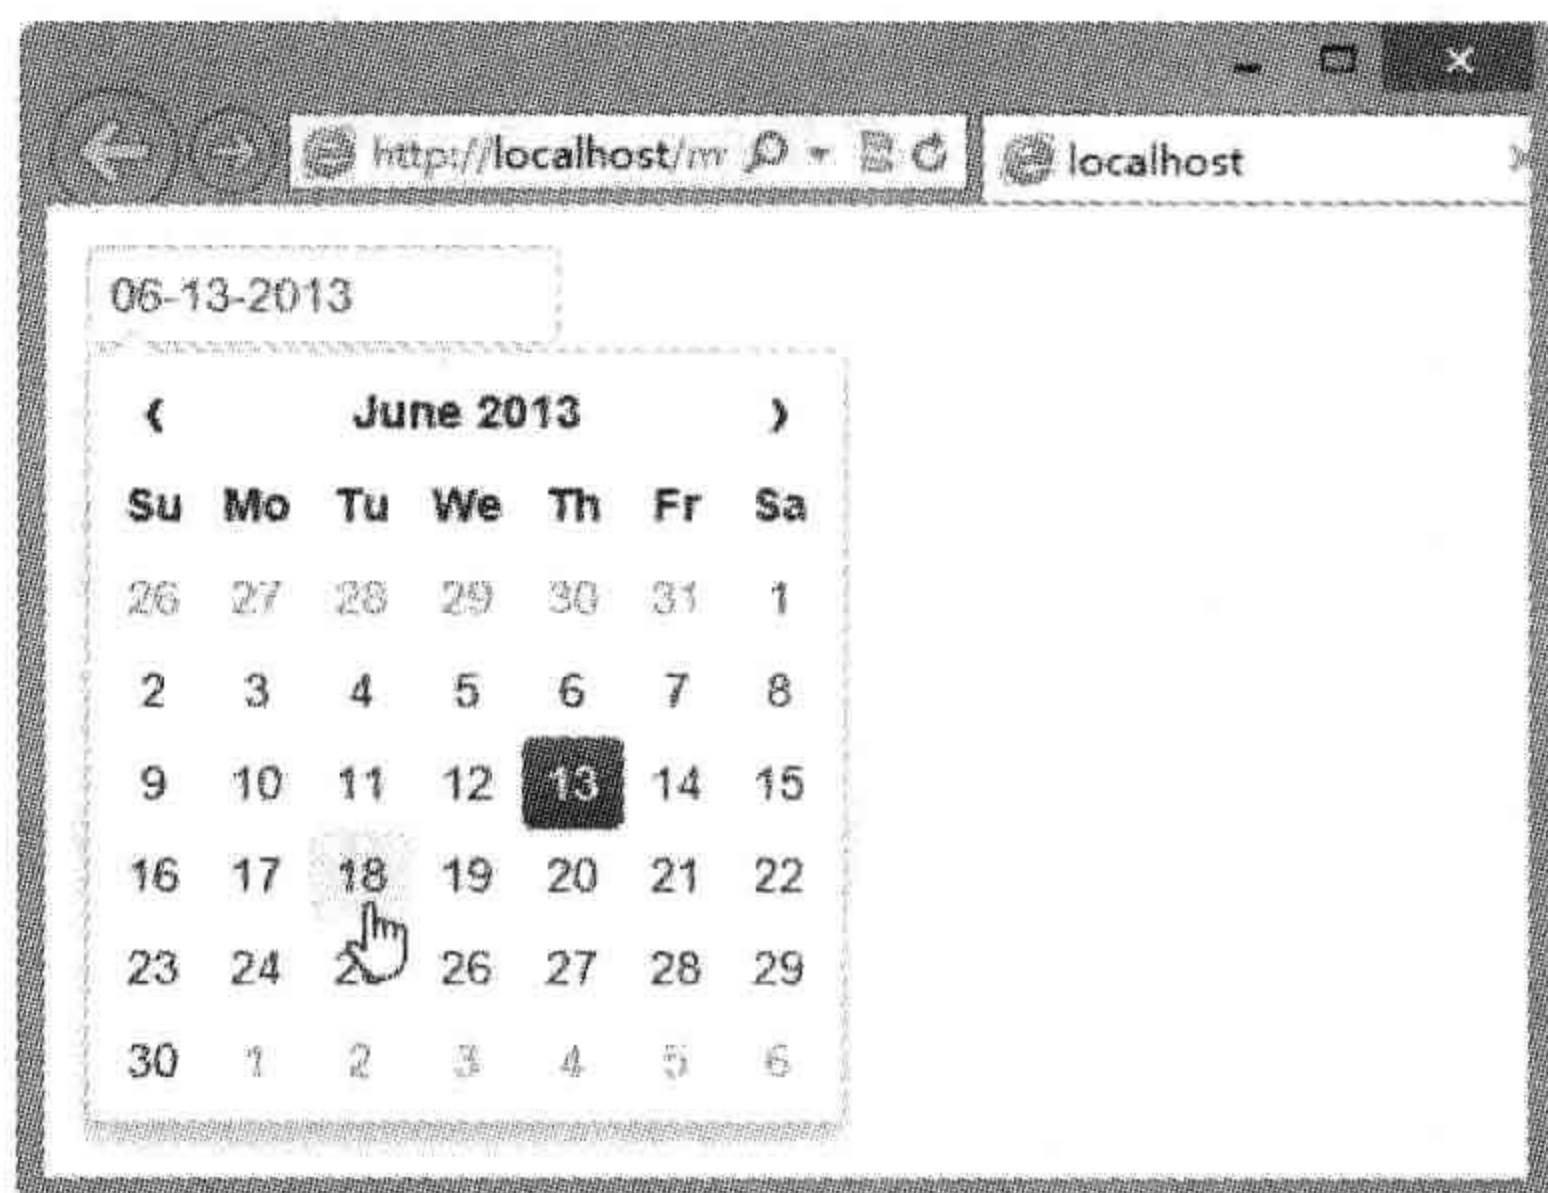 http://localhost/m localhost
06-13-2013
‹ June 2013 ›
Su Mo Tu We Th Fr Sa
26 27 28 29 30 31 1
2 3 4 5 6 7 8
9 10 11 12 13 14 15
16 17 18 19 20 21 22
23 24 26 27 28 29
30 1 2 3 4 5 6